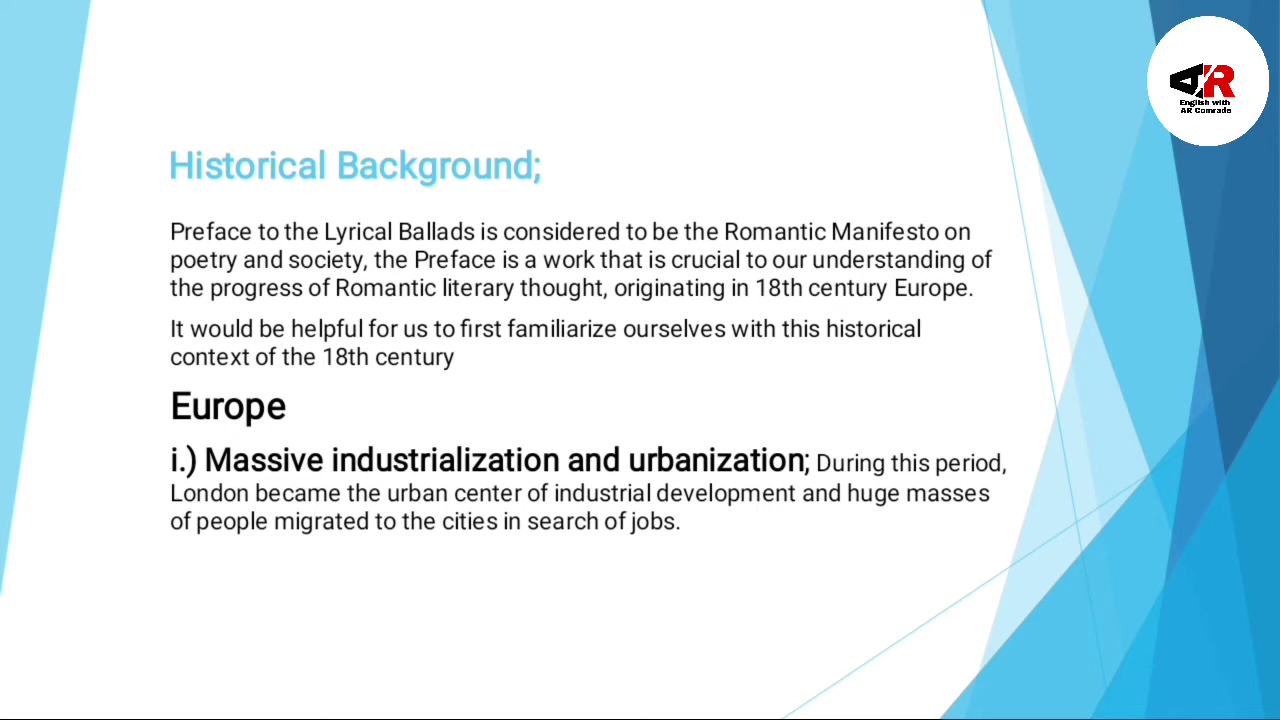 A/R
English with
AR Comrade
Historical Background;
Preface to the Lyrical Ballads is considered to be the Romantic Manifesto on
poetry and society, the Preface is a work that is crucial to our understanding of
the progress of Romantic literary thought, originating in 18th century Europe.
It would be helpful for us to first familiarize ourselves with this historical
context of the 18th century
Europe
i.) Massive industrialization and urbanization; During this period,
London became the urban center of industrial development and huge masses
of people migrated to the cities in search of jobs.